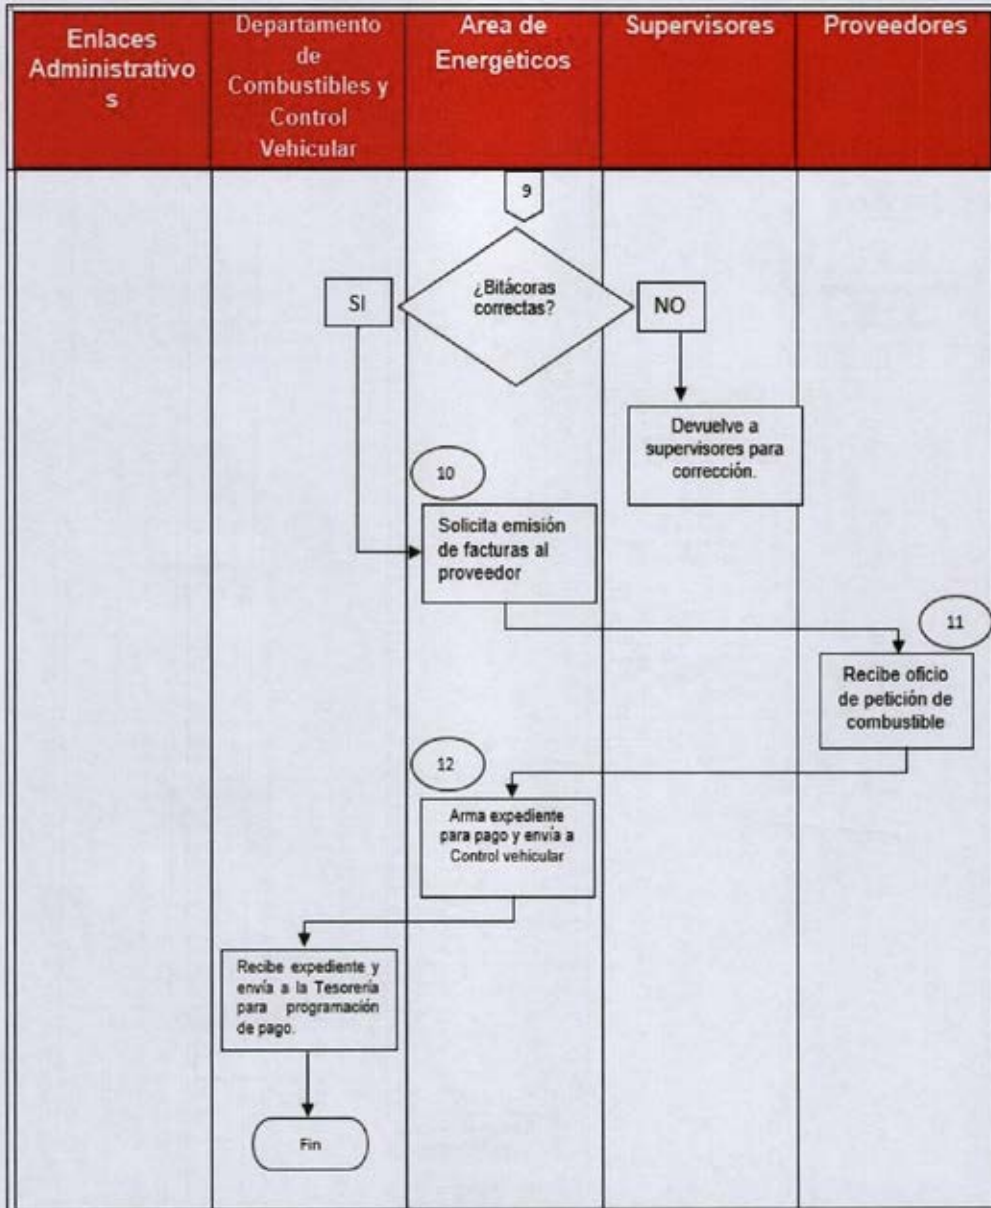 Enlaces
Administrativo
s
Departamento
de
Combustibles y
Control
Vehicular
Area de
Energéticos
Supervisores
Proveedores
9
¿Bitácoras
correctas?
SI
NO
Devuelve a
supervisores para
corrección.
10
Solicita emisión
de facturas al
proveedor
11
Recibe oficio
de petición de
combustible
12
Arma expediente
para pago y envía a
Control vehicular
Recibe expediente y
envía a la Tesorería
para programación
de pago.
Fin